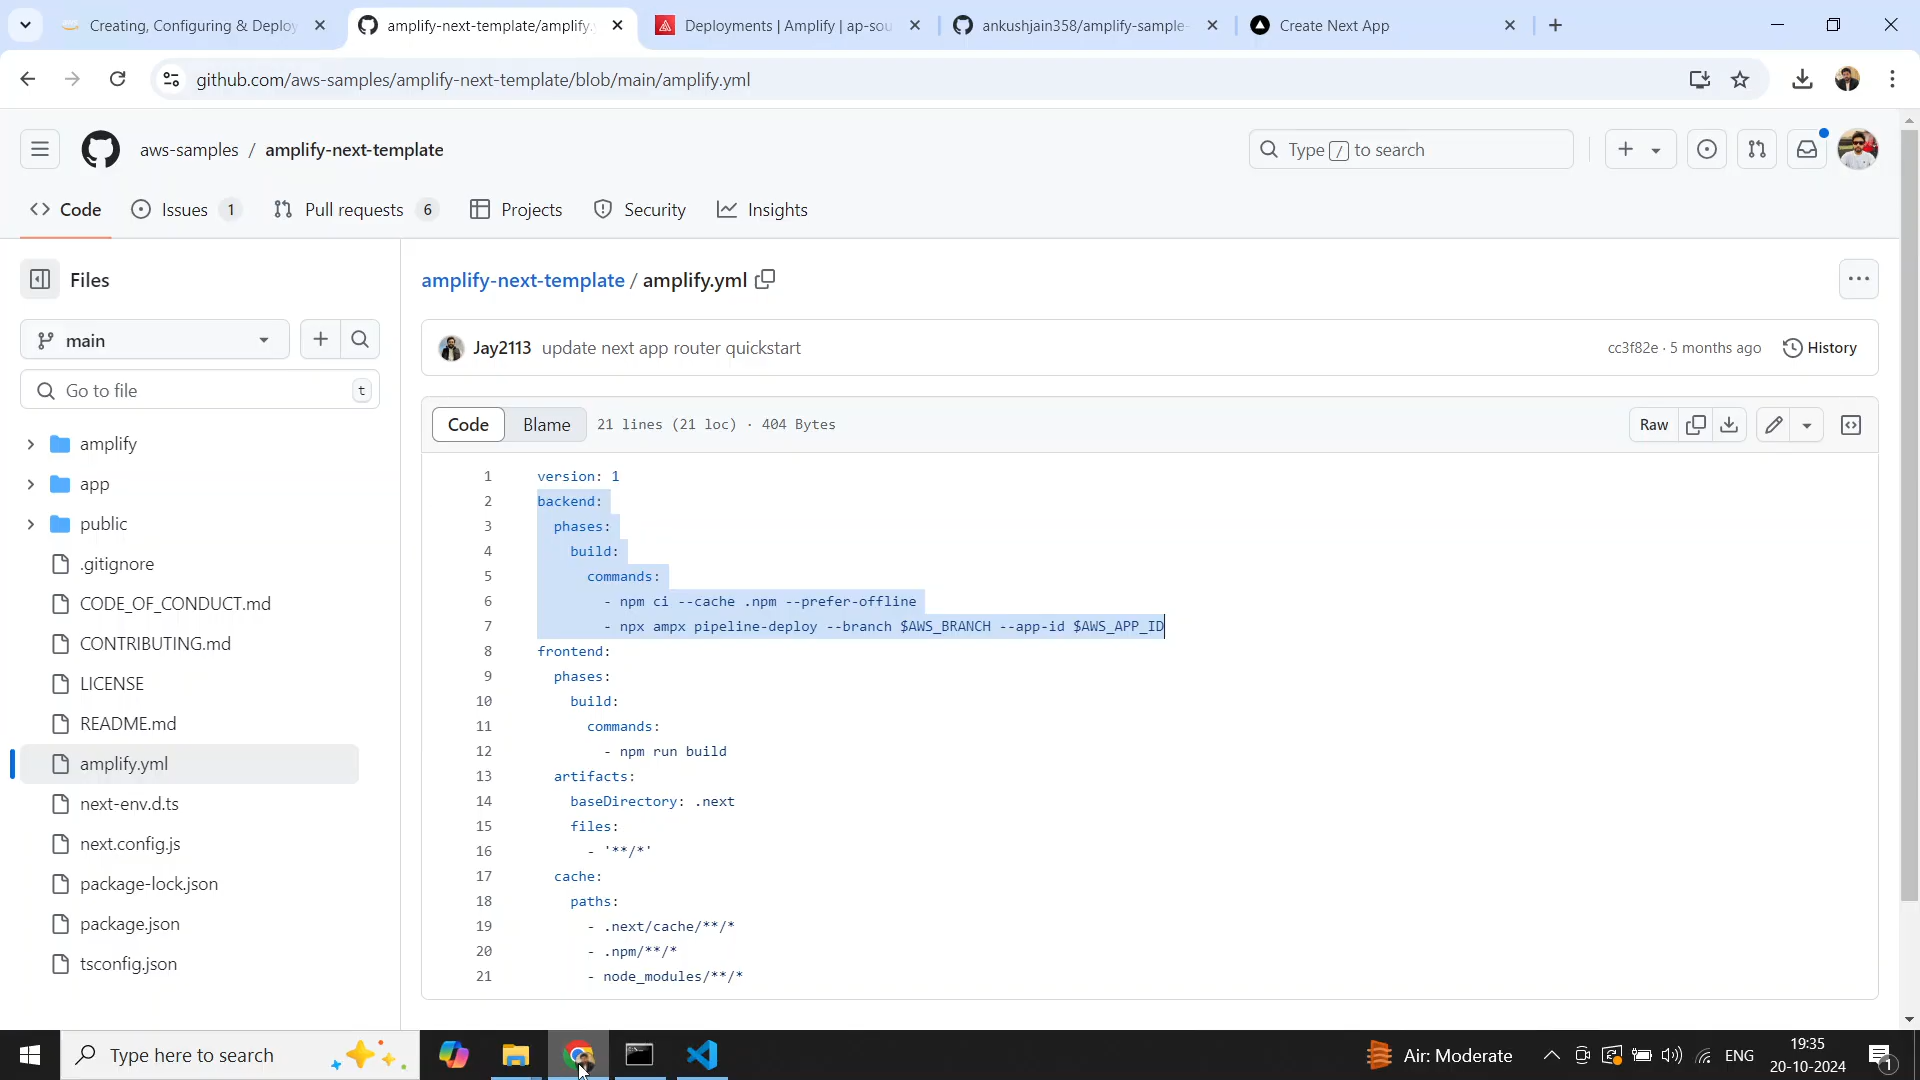 Creating, Configuring & Deploy
amplify-next-template/amplify.
Deployments | Amplify | ap-sou
ankushjain358/amplify-sample-
Create Next App
github.com/aws-samples/amplify-next-template/blob/main/amplify.yml
aws-samples / amplify-next-template
Type / to search
Code
Issues 1
Pull requests 6
Projects
Security
Insights
Files
main
Go to file
t
amplify
app
public
.gitignore
CODE_OF_CONDUCT.md
CONTRIBUTING.md
LICENSE
README.md
amplify.yml
next-env.d.ts
next.config.js
package-lock.json
package.json
tsconfig.json
amplify-next-template / amplify.yml
Jay2113 update next app router quickstart
cc3f82e · 5 months ago
History
Code
Blame
21 lines (21 loc) · 404 Bytes
Raw
1 version: 1
2 backend:
3 phases:
4 build:
5 commands:
6 - npm ci --cache .npm --prefer-offline
7 - npx ampx pipeline-deploy --branch $AWS_BRANCH --app-id $AWS_APP_ID
8 frontend:
9 phases:
10 build:
11 commands:
12 - npm run build
13 artifacts:
14 baseDirectory: .next
15 files:
16 - '**/*'
17 cache:
18 paths:
19 - .next/cache/**/*
20 - .npm/**/*
21 - node_modules/**/*
Type here to search
Air: Moderate
ENG
19:35
20-10-2024
1